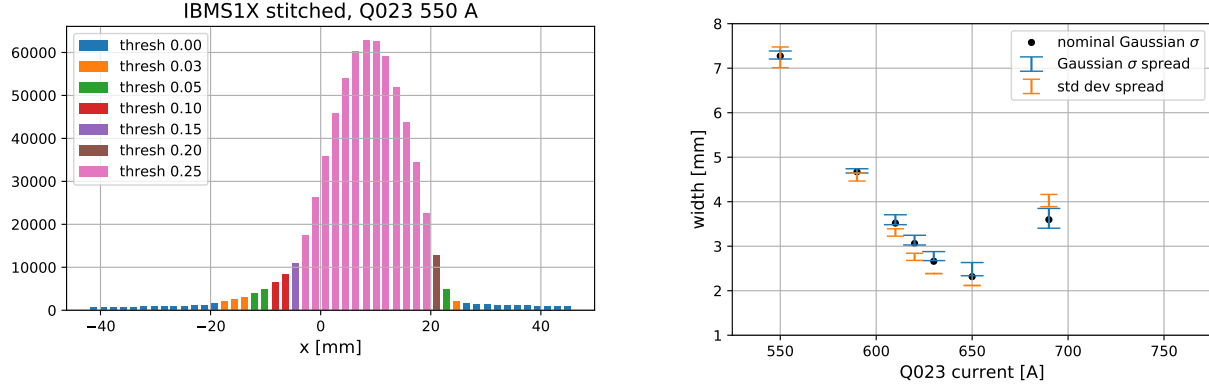 IBMS1X stitched, Q023 550 A
60000
50000
40000
30000
20000
10000
0
thresh 0.00
thresh 0.03
thresh 0.05
thresh 0.10
thresh 0.15
thresh 0.20
thresh 0.25
−40
−20
0
20
40
x [mm]
8
7
6
5
4
3
2
1
width [mm]
nominal Gaussian σ
Gaussian σ spread
std dev spread
550
600
650
700
750
Q023 current [A]